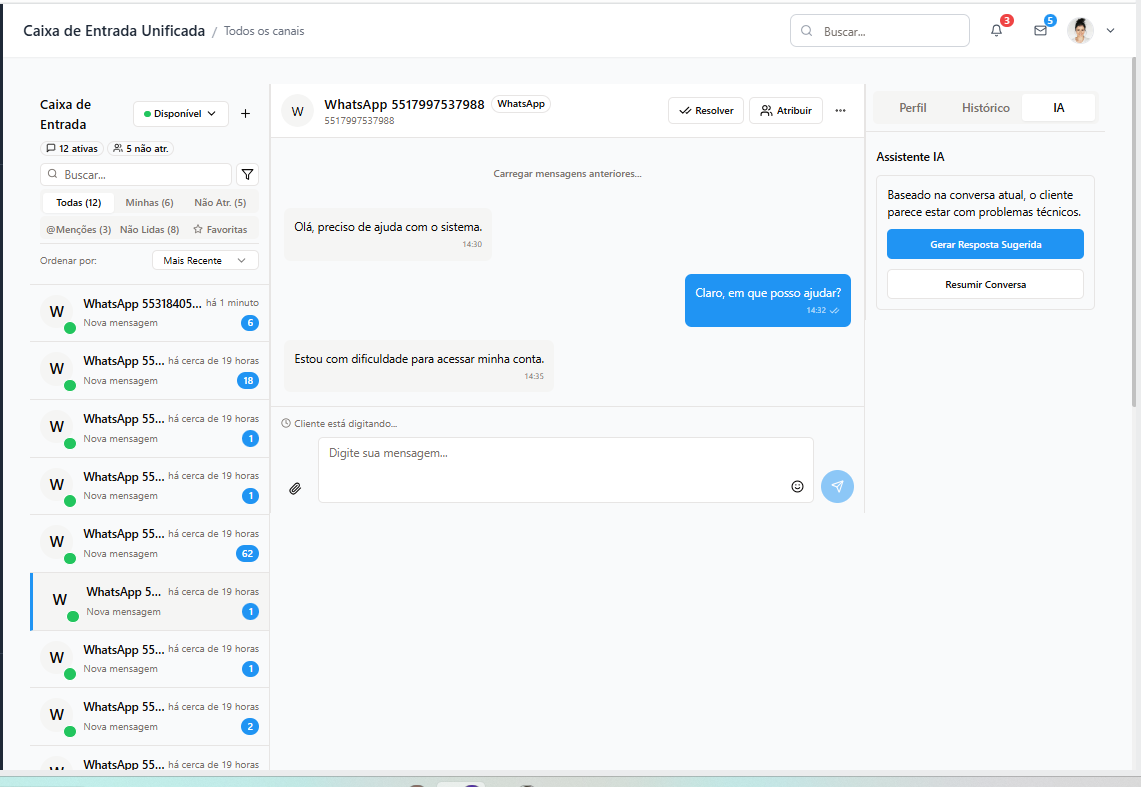 Caixa de Entrada Unificada / Todos os canais
Buscar...
3
5
Caixa de
Entrada
Disponível
12 ativas
5 não atr.
Buscar...
Todas (12)
Minhas (6)
Não Atr. (5)
@Menções (3)
Não Lidas (8)
Favoritas
Ordenar por:
Mais Recente
W
WhatsApp 55318405... há 1 minuto
Nova mensagem
6
W
WhatsApp 55... há cerca de 19 horas
Nova mensagem
18
W
WhatsApp 55... há cerca de 19 horas
Nova mensagem
1
W
WhatsApp 55... há cerca de 19 horas
Nova mensagem
1
W
WhatsApp 55... há cerca de 19 horas
Nova mensagem
62
W
WhatsApp 5... há cerca de 19 horas
Nova mensagem
1
W
WhatsApp 55... há cerca de 19 horas
Nova mensagem
1
W
WhatsApp 55... há cerca de 19 horas
Nova mensagem
2
W
WhatsApp 55... há cerca de 19 horas
W
WhatsApp 5517997537988
WhatsApp
5517997537988
Resolver
Atribuir
Carregar mensagens anteriores...
Olá, preciso de ajuda com o sistema.
14:30
Claro, em que posso ajudar?
14:32
Estou com dificuldade para acessar minha conta.
14:35
Cliente está digitando...
Digite sua mensagem...
Perfil
Histórico
IA
Assistente IA
Baseado na conversa atual, o cliente
parece estar com problemas técnicos.
Gerar Resposta Sugerida
Resumir Conversa